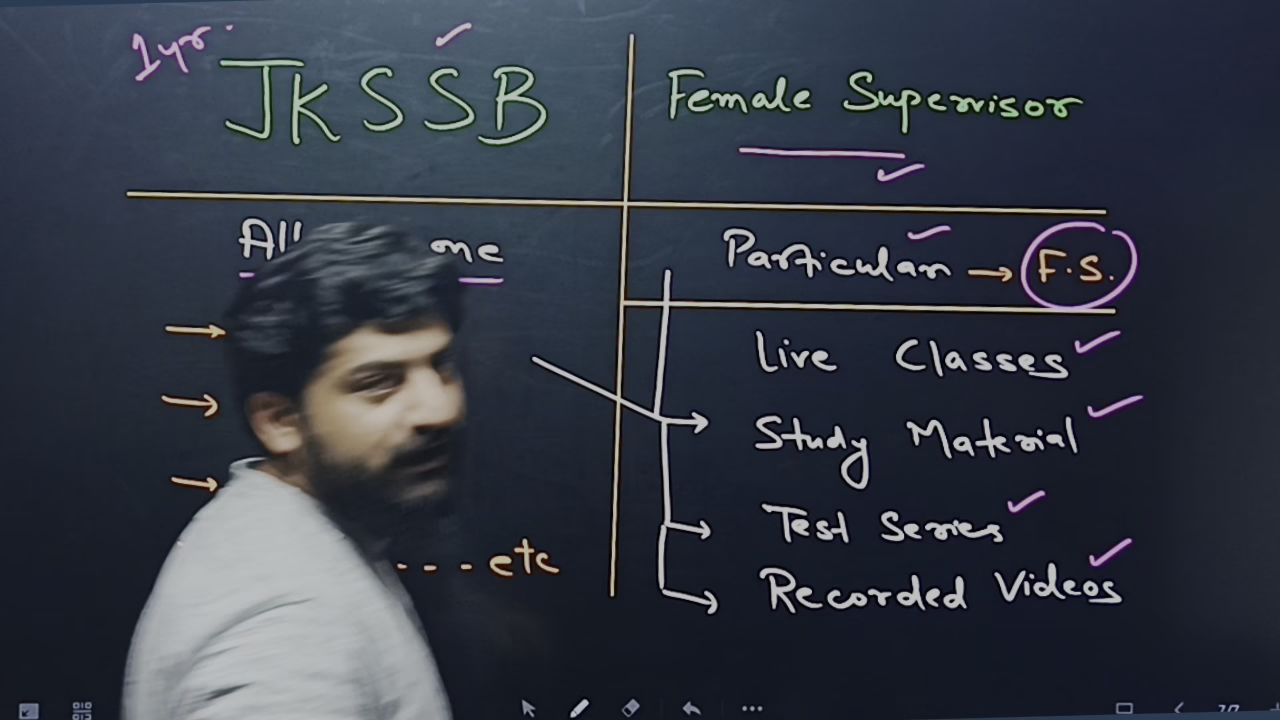 1yr.
JKSSB
Female Supervisor
All one
Particular → F.S.
Live Classes
Study Material
Test Series
Recorded Videos
- - - - etc